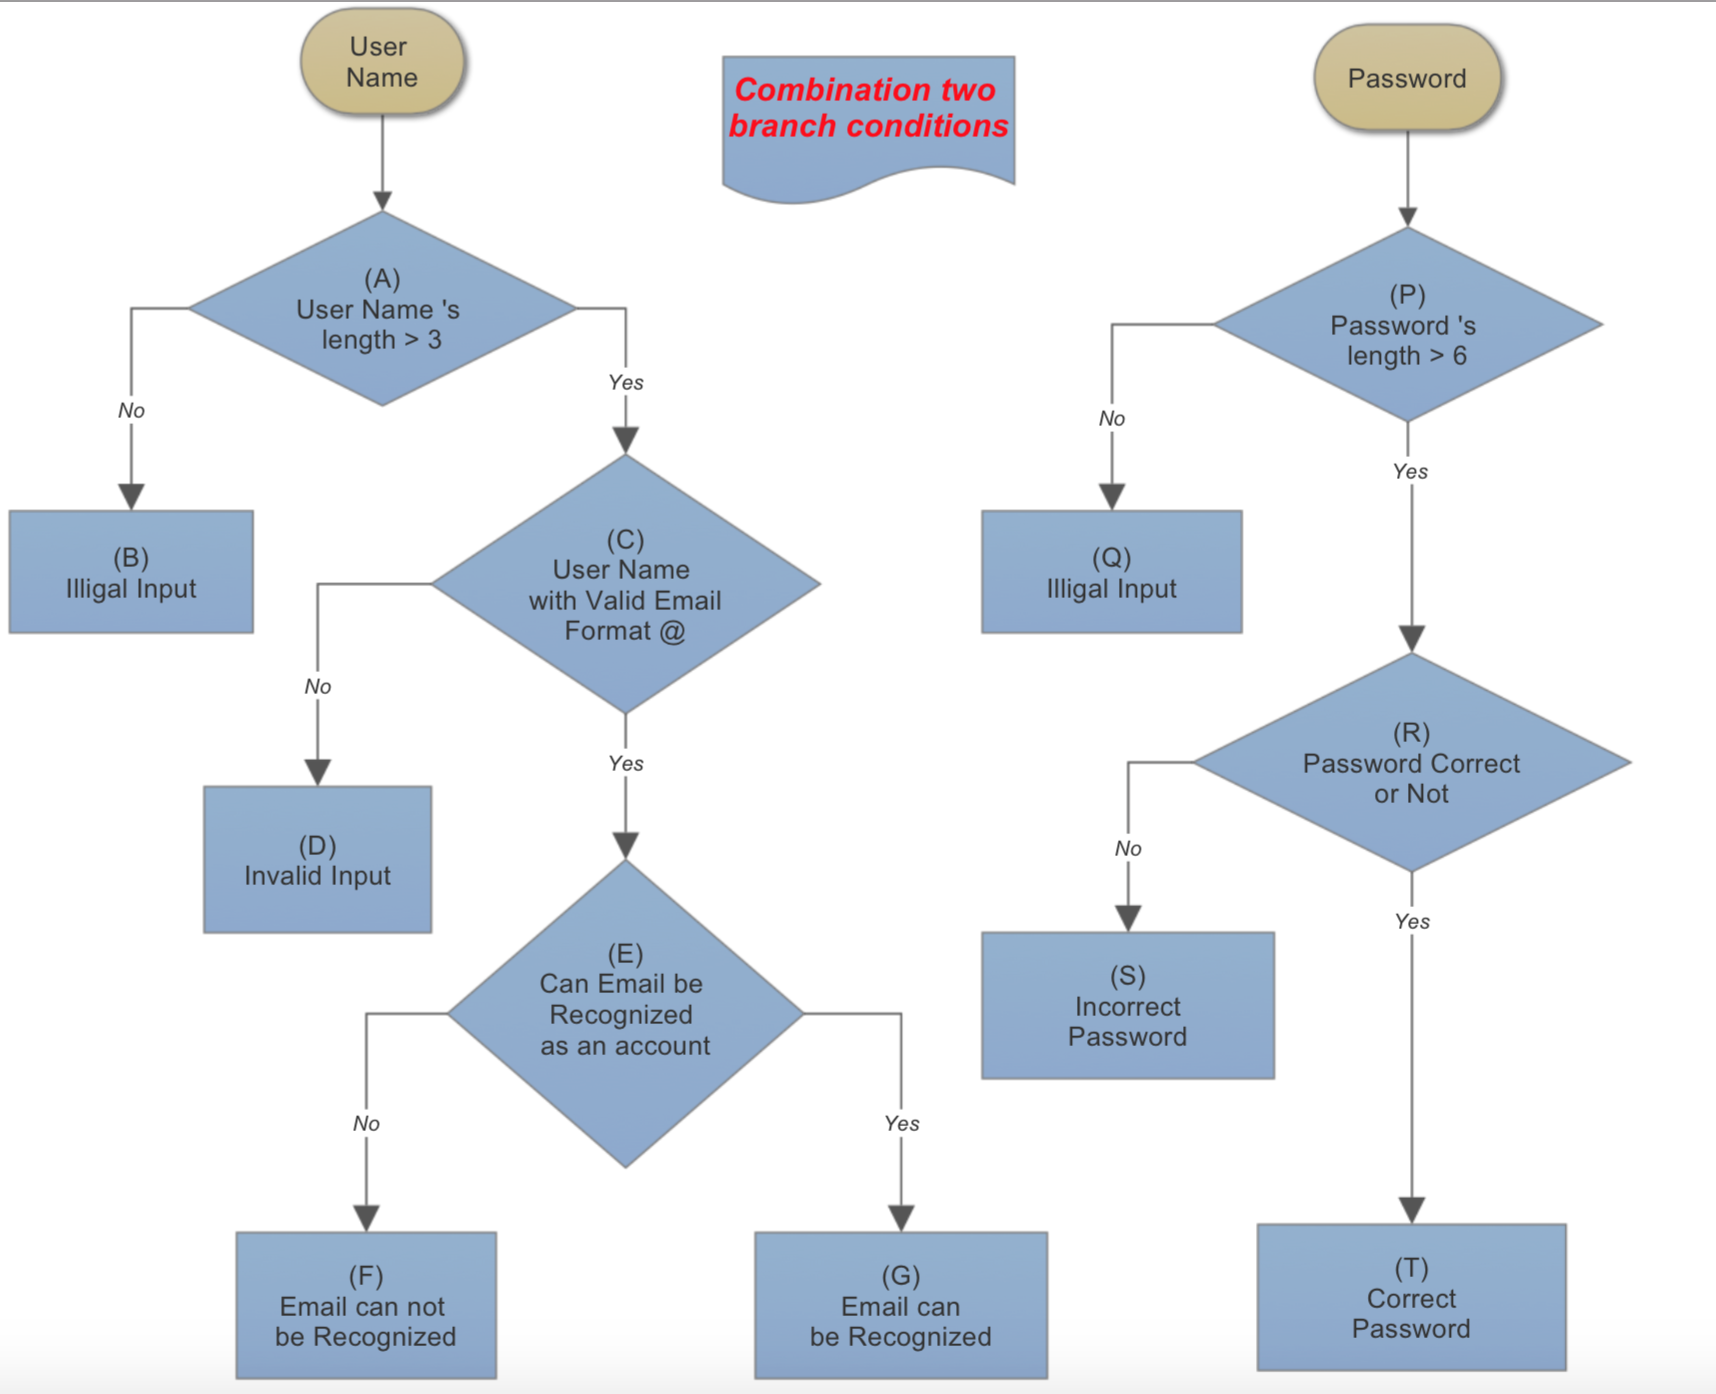 User
Name
Combination two
branch conditions
Password
(A)
User Name 's
length > 3
No
Yes
(P)
Password 's
length > 6
No
Yes
(B)
Illigal Input
(C)
User Name
with Valid Email
Format @
No
Yes
(Q)
Illigal Input
(R)
Password Correct
or Not
No
Yes
(D)
Invalid Input
(E)
Can Email be
Recognized
as an account
No
Yes
(S)
Incorrect
Password
(F)
Email can not
be Recognized
(G)
Email can
be Recognized
(T)
Correct
Password